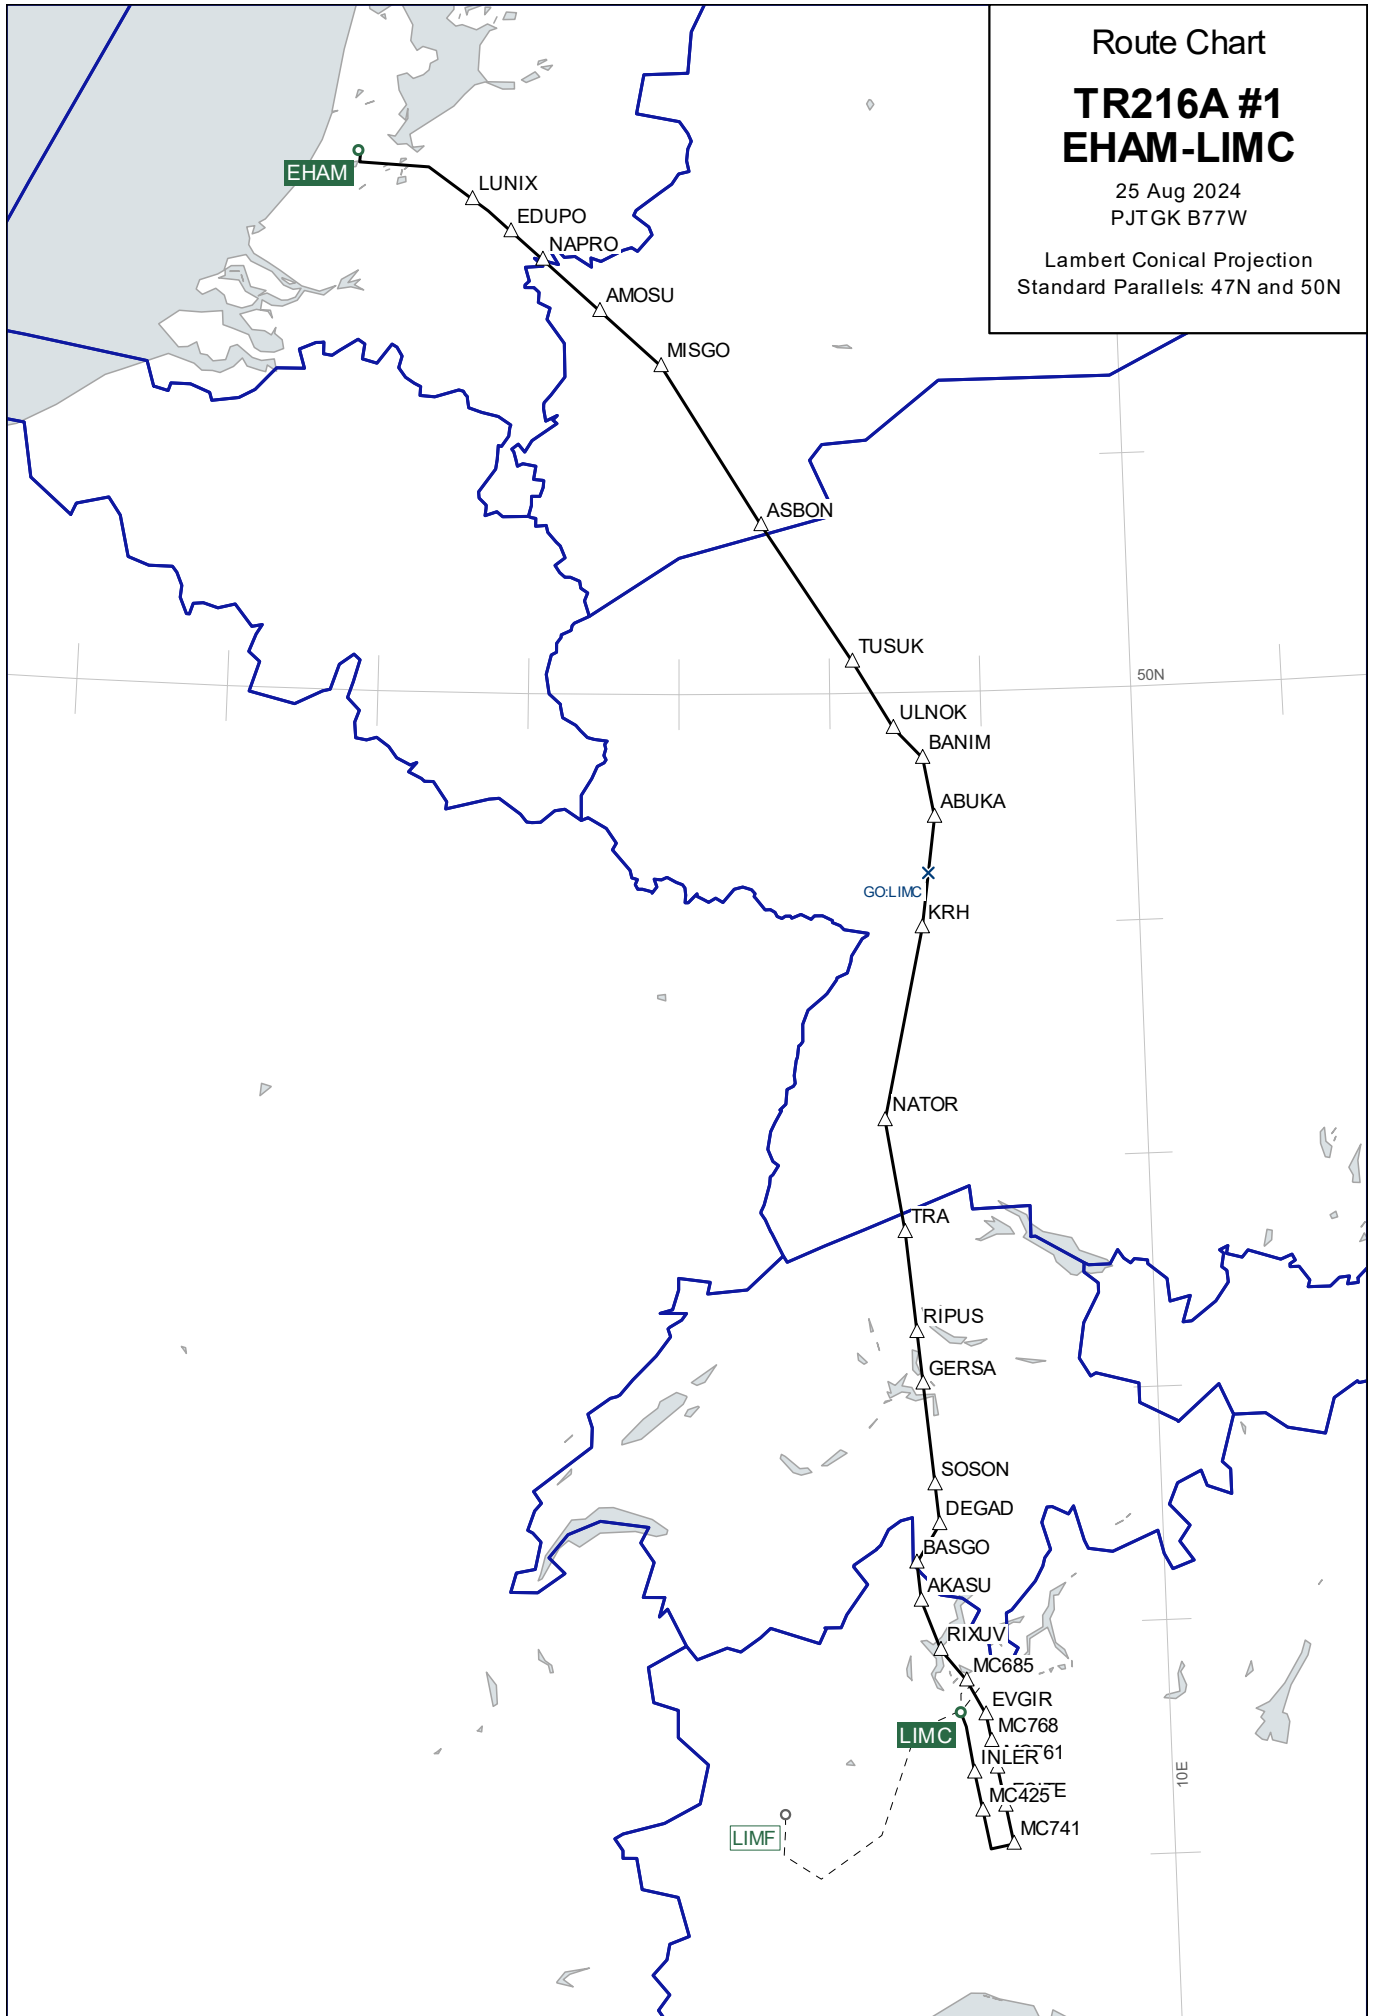 Route Chart
TR216A #1
EHAM-LIMC
25 Aug 2024
PJTGK B77W
Lambert Conical Projection
Standard Parallels: 47N and 50N
EHAM
LUNIX
EDUPO
NAPRO
AMOSU
MISGO
ASBON
TUSUK
50N
ULNOK
BANIM
ABUKA
GO:LIMC
KRH
NATOR
TRA
RIPUS
GERSA
SOSON
DEGAD
BASGO
AKASU
RIXUV
MC685
EVGIR
MC768
LIMC
INLER
10E
MC425
MC741
LIMF